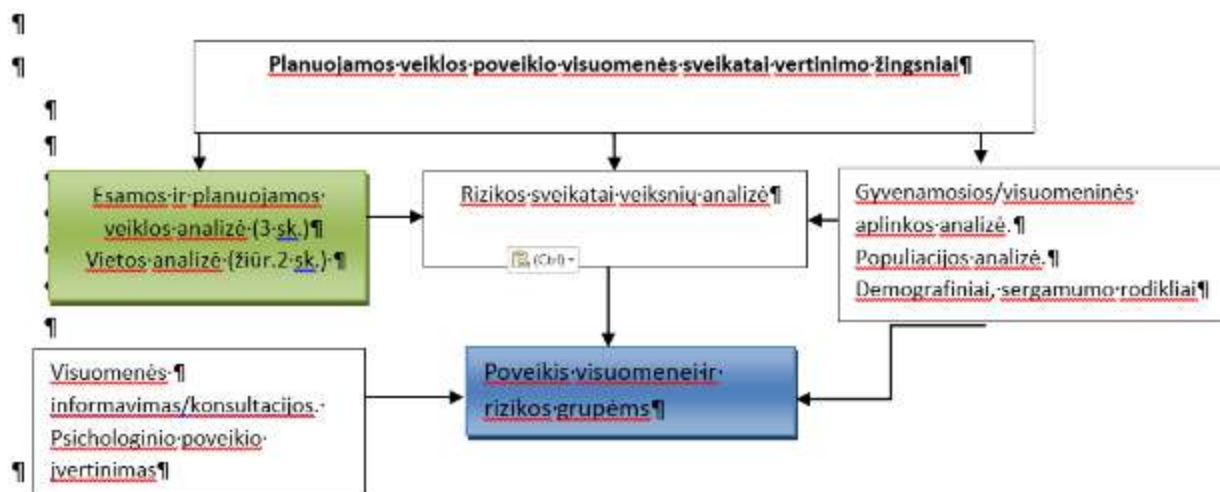 Planuojamos veiklos poveikio visuomenės sveikatai vertinimo žingsniai¶
Esamos ir planuojamos
veiklos analizė (3 sk.)¶
Vietos analizė (žiūr.2 sk.) ¶
Rizikos sveikatai veiksnių analizė¶
(Ctrl)
Gyvenamosios/visuomeninės
aplinkos analizė.¶
Populiacijos analizė.¶
Demografiniai, sergamumo rodikliai¶
Visuomenės ¶
informavimas/konsultacijos.
Psichologinio poveikio
įvertinimas¶
Poveikis visuomenei ir
rizikos grupėms¶